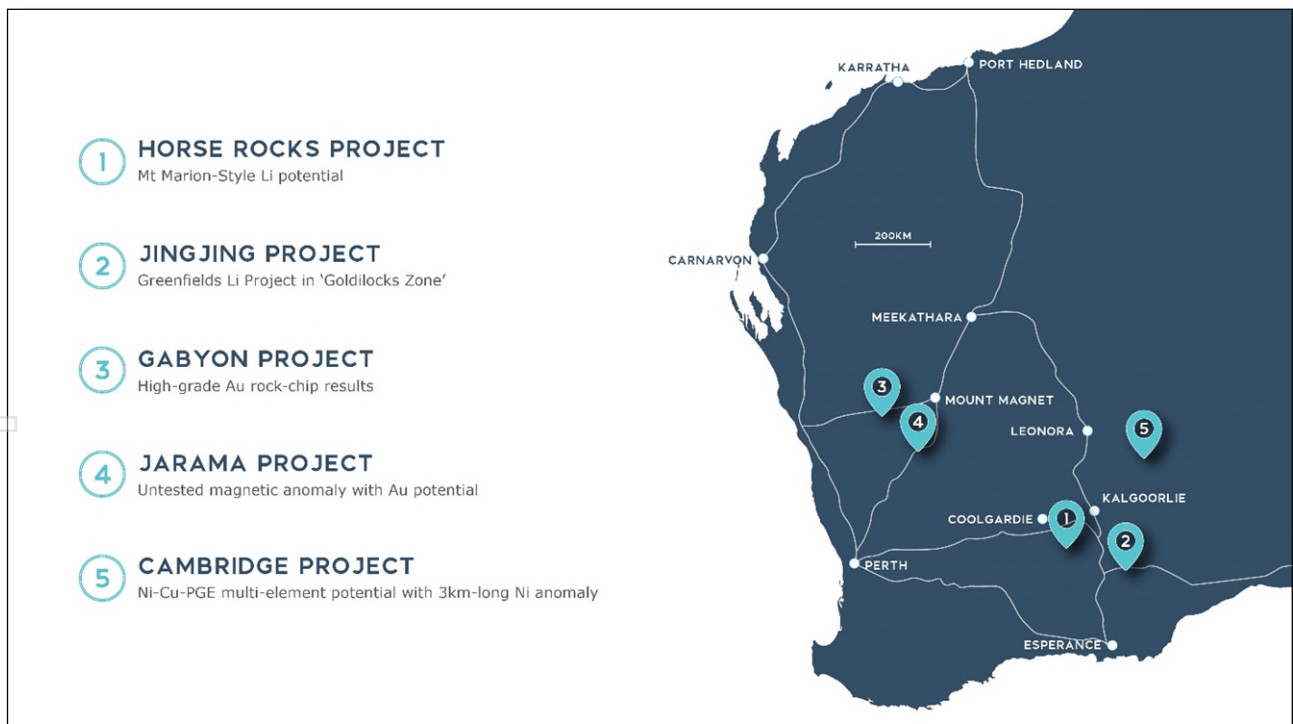 1
HORSE ROCKS PROJECT
Mt Marion-Style Li potential
2
JINGJING PROJECT
Greenfields Li Project in ‘Goldilocks Zone’
3
GABYON PROJECT
High-grade Au rock-chip results
4
JARAMA PROJECT
Untested magnetic anomaly with Au potential
5
CAMBRIDGE PROJECT
Ni-Cu-PGE multi-element potential with 3km-long Ni anomaly
KARRATHA
PORT HEDLAND
200KM
CARNARVON
MEEKATHARA
3
MOUNT MAGNET
4
LEONORA
5
KALGOORLIE
COOLGARDIE
1
2
PERTH
ESPERANCE